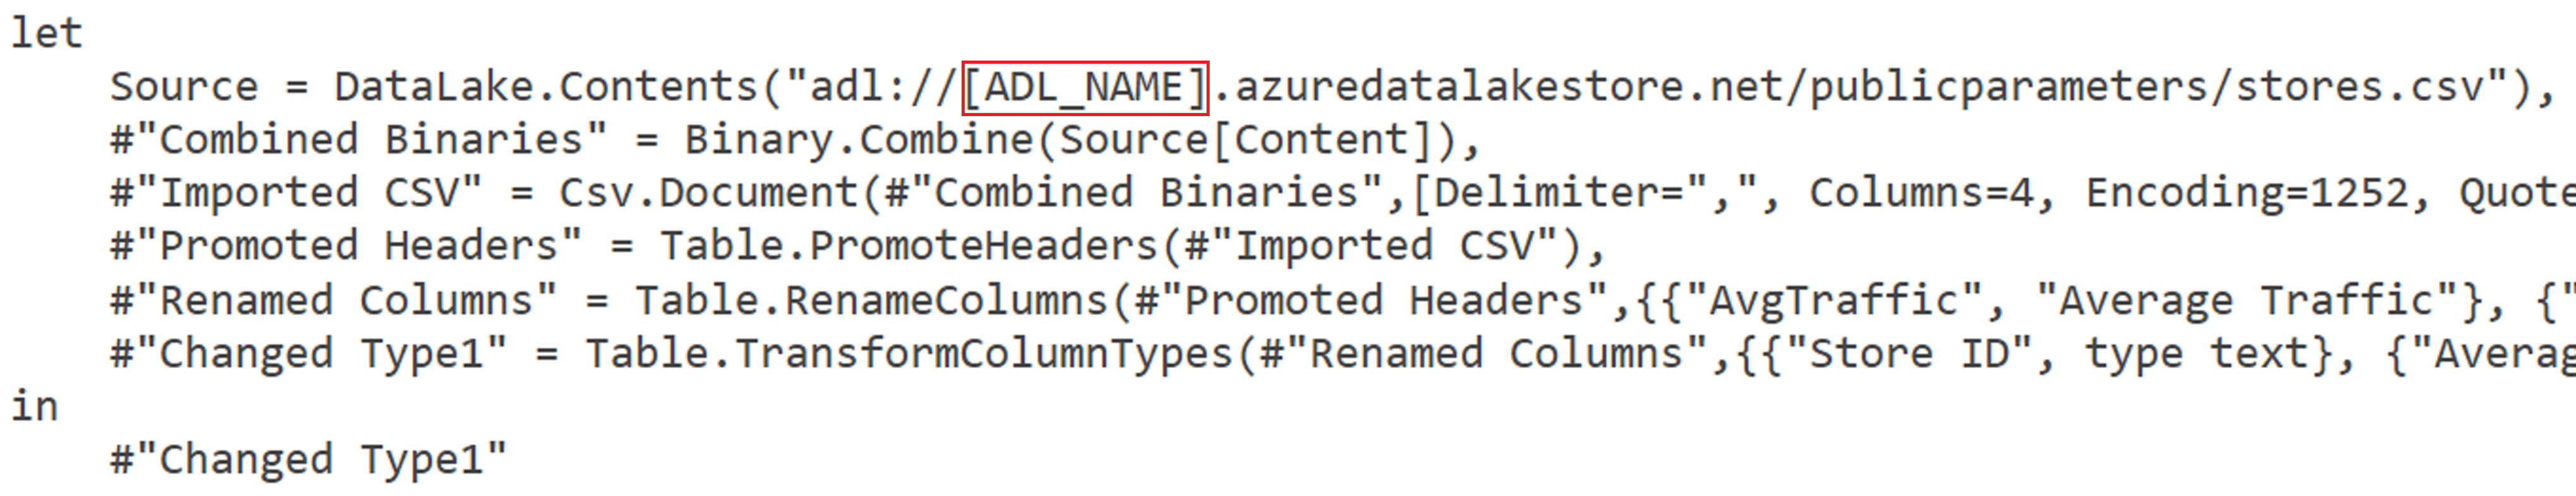 let
    Source = DataLake.Contents("adl://[ADL_NAME].azuredatalakestore.net/publicparameters/stores.csv"),
    #"Combined Binaries" = Binary.Combine(Source[Content]),
    #"Imported CSV" = Csv.Document(#"Combined Binaries",[Delimiter=",", Columns=4, Encoding=1252, Quote
    #"Promoted Headers" = Table.PromoteHeaders(#"Imported CSV"),
    #"Renamed Columns" = Table.RenameColumns(#"Promoted Headers",{{"AvgTraffic", "Average Traffic"}, {"
    #"Changed Type1" = Table.TransformColumnTypes(#"Renamed Columns",{{"Store ID", type text}, {"Averag
in
    #"Changed Type1"